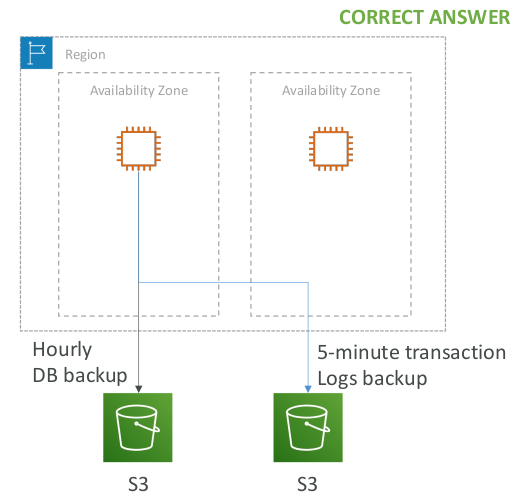 CORRECT ANSWER
Region
Availability Zone
Availability Zone
Hourly
DB backup
5-minute transaction
Logs backup
S3
S3